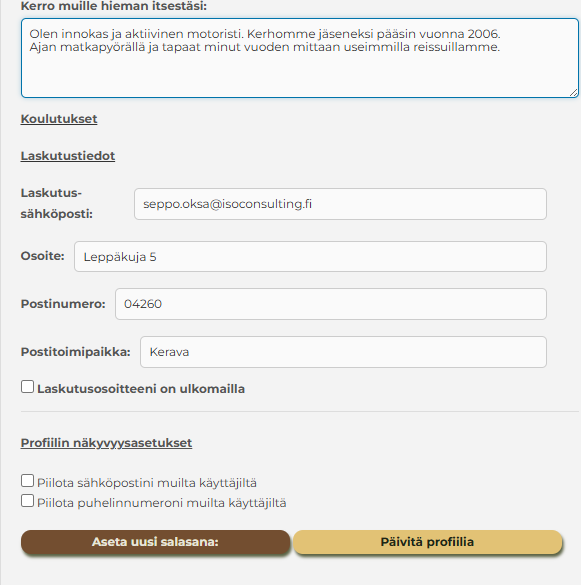 Kerro muille hieman itsestäsi:
Olen innokas ja aktiivinen motoristi. Kerhomme jäseneksi pääsin vuonna 2006.
Ajan matkapyörällä ja tapaat minut vuoden mittaan useimmilla reissuillamme.
Koulutukset
Laskutustiedot
Laskutus-
sähköposti:
seppo.oksa@isoconsulting.fi
Osoite:
Leppäkuja 5
Postinumero:
04260
Postitoimipaikka:
Kerava
Laskutusosoitteeni on ulkomailla
Profiilin näkyvyysasetukset
Piilota sähköpostini muilta käyttäjiltä
Piilota puhelinnumeroni muilta käyttäjiltä
Aseta uusi salasana:
Päivitä profiilia